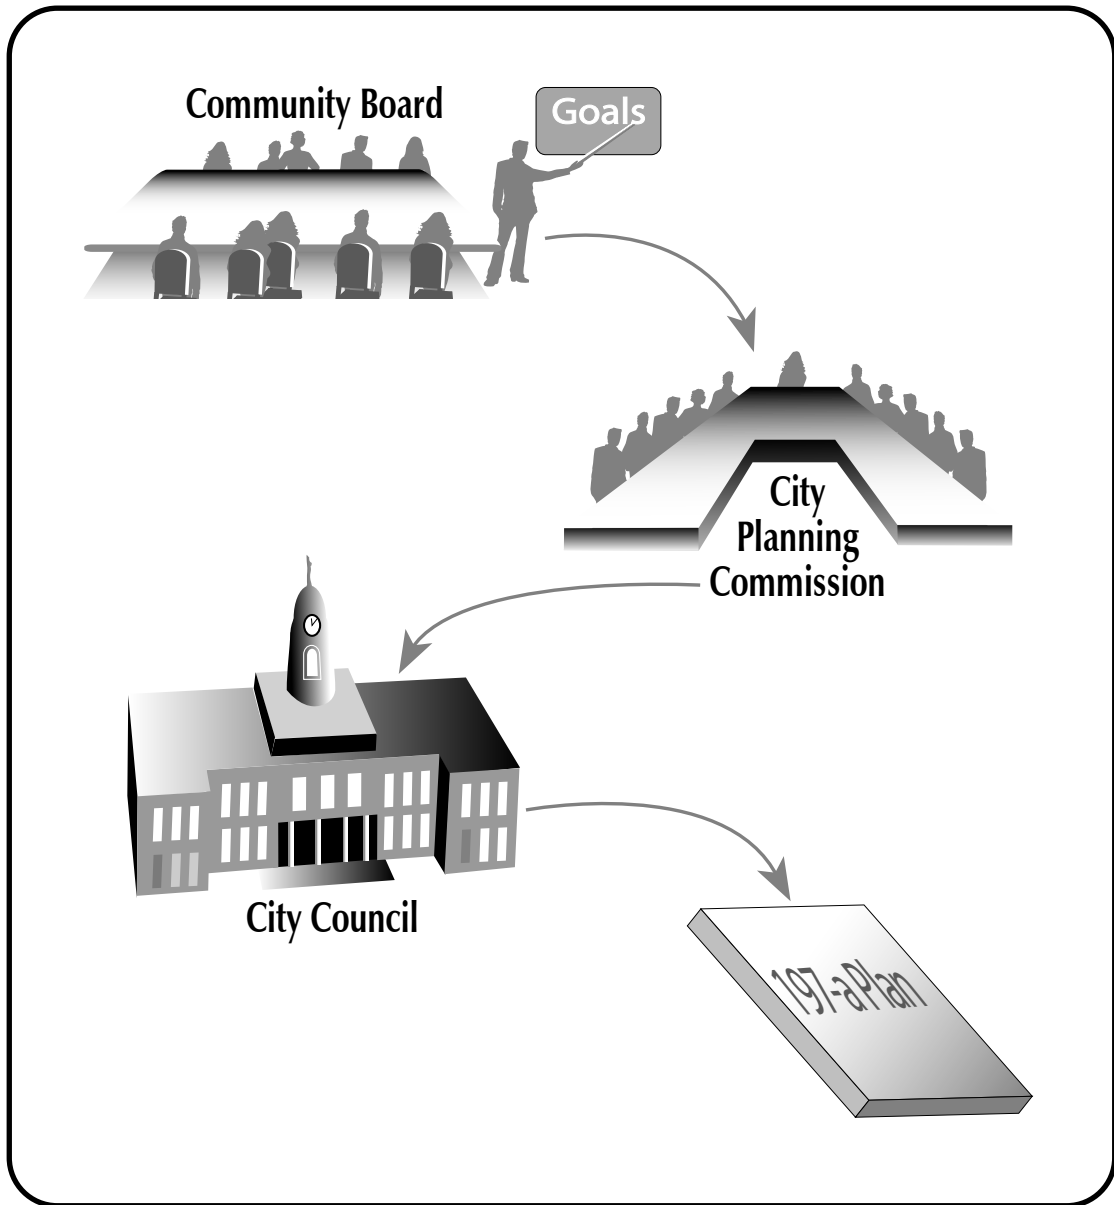 Community Board
Goals
City
Planning
Commission
City Council
197-a Plan